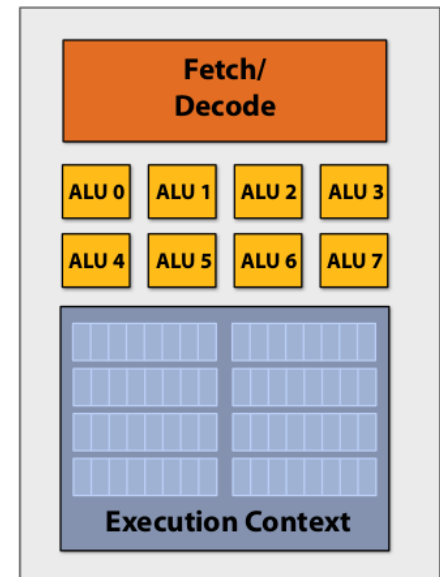 Fetch/
Decode
ALU 0 ALU 1 ALU 2 ALU 3
ALU 4 ALU 5 ALU 6 ALU 7
Execution Context